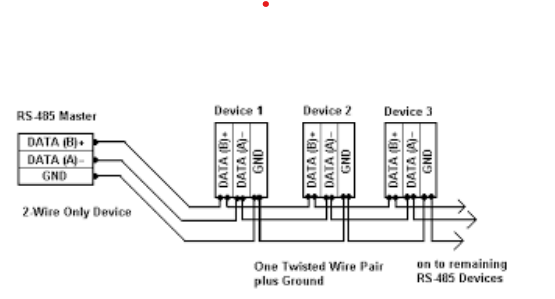 RS-485 Master
DATA (B)+
DATA (A)-
GND
2-Wire Only Device
Device 1
DATA (B)+
DATA (A)-
GND
Device 2
DATA (B)+
DATA (A)-
GND
Device 3
DATA (B)+
DATA (A)-
GND
One Twisted Wire Pair
plus Ground
on to remaining
RS-485 Devices